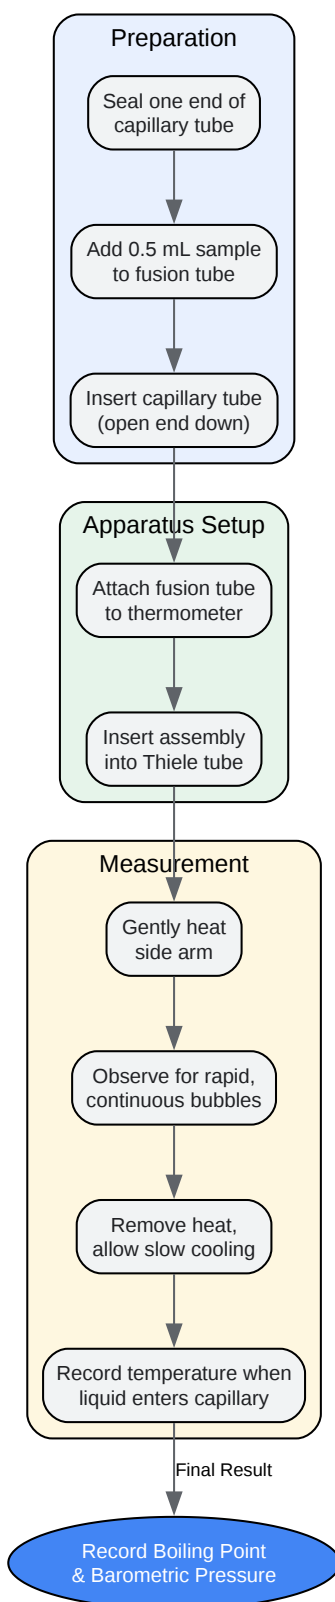 Preparation
Seal one end of
capillary tube
Add 0.5 mL sample
to fusion tube
Insert capillary tube
(open end down)
Apparatus Setup
Attach fusion tube
to thermometer
Insert assembly
into Thiele tube
Measurement
Gently heat
side arm
Observe for rapid,
continuous bubbles
Remove heat,
allow slow cooling
Record temperature when
liquid enters capillary
Final Result
Record Boiling Point
& Barometric Pressure